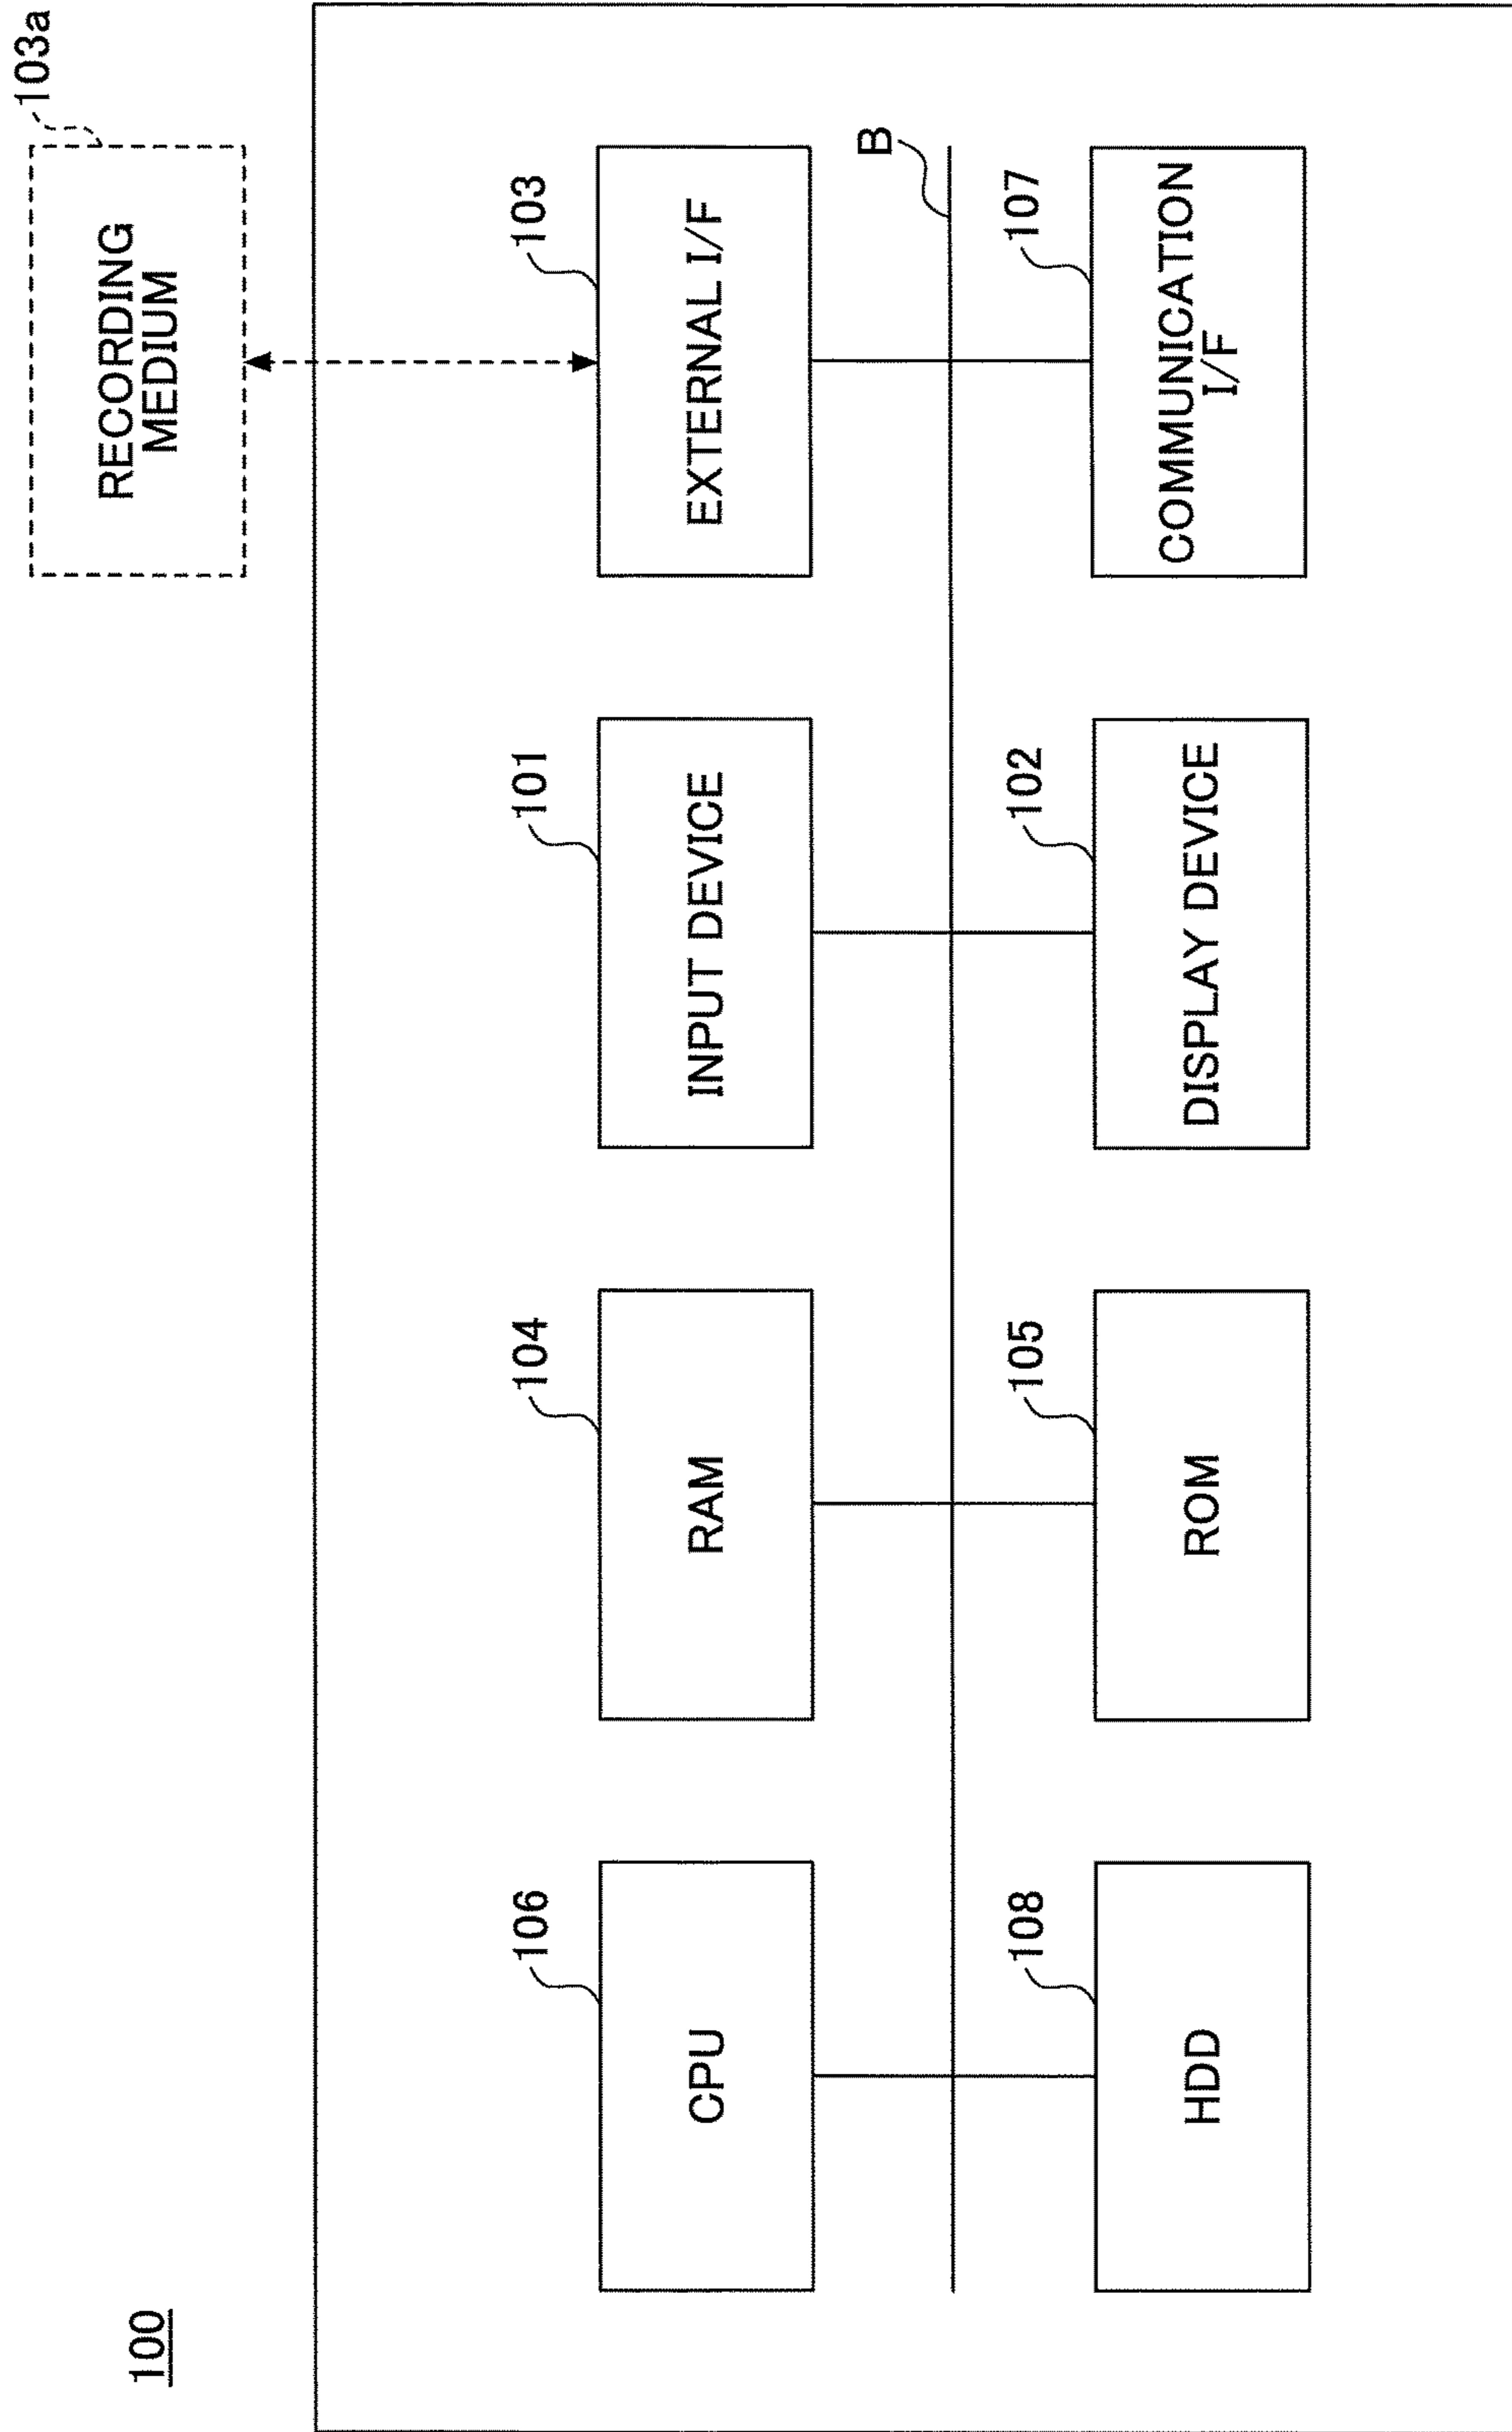 100
103a
RECORDING
MEDIUM
106
104
101
103
CPU
RAM
INPUT DEVICE
EXTERNAL I/F
B
108
105
102
107
HDD
ROM
DISPLAY DEVICE
COMMUNICATION
I/F